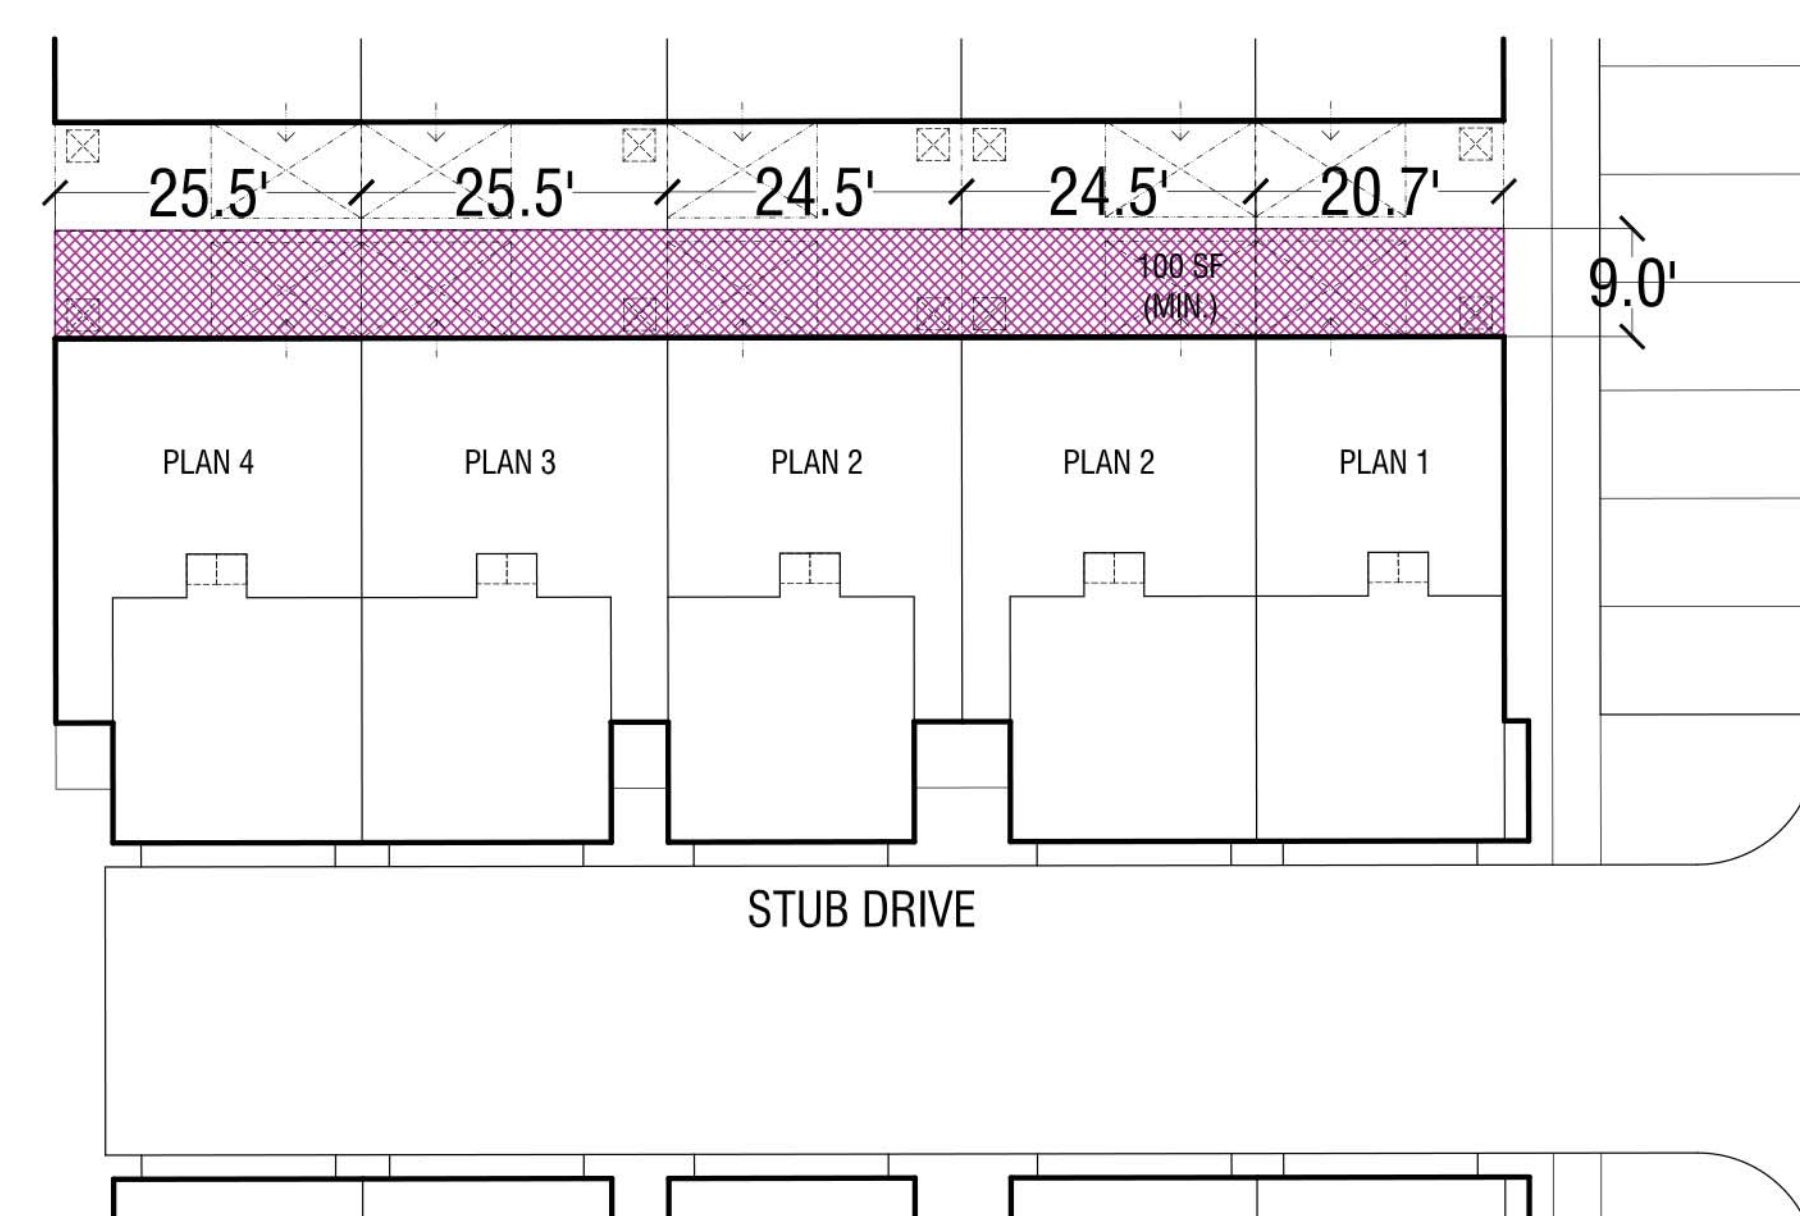 25.5'
25.5'
24.5'
24.5'
20.7'
100 SF
(MIN.)
9.0'
PLAN 4
PLAN 3
PLAN 2
PLAN 2
PLAN 1
STUB DRIVE